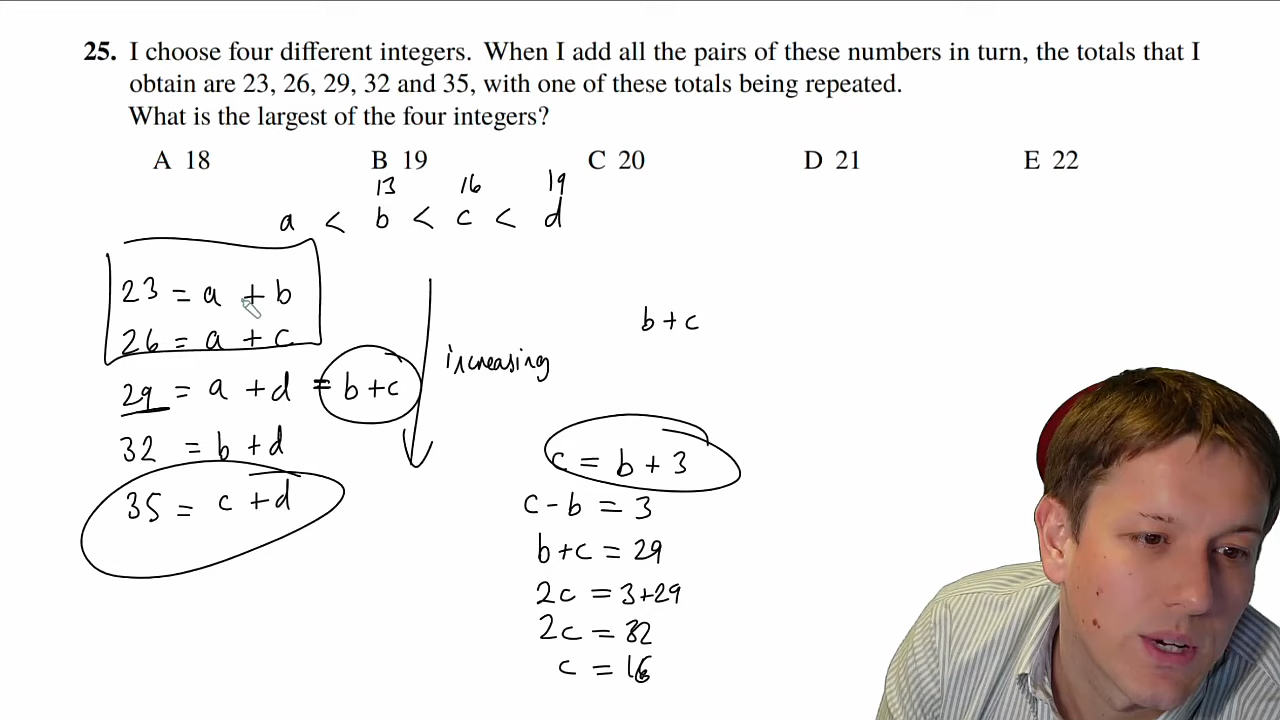 25. I choose four different integers. When I add all the pairs of these numbers in turn, the totals that I
obtain are 23, 26, 29, 32 and 35, with one of these totals being repeated.
What is the largest of the four integers?
A 18 B 19 C 20 D 21 E 22
13 16 19
a < b < c < d
23 = a + b
26 = a + c
29 = a + d = b + c
32 = b + d
35 = c + d
increasing
b + c
c = b + 3
c - b = 3
b + c = 29
2c = 3+29
2c = 32
c = 16